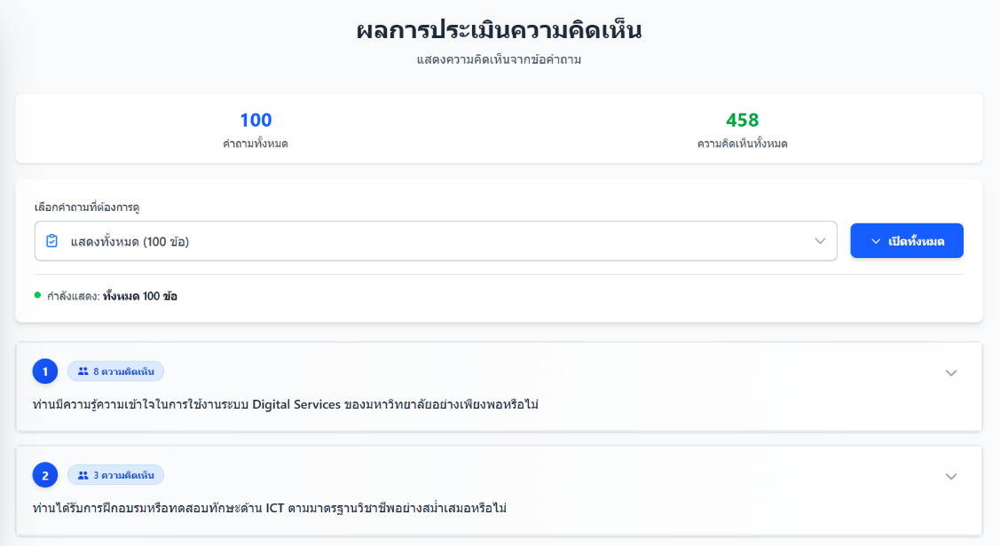 ผลการประเมินความคิดเห็น
แสดงความคิดเห็นจากข้อคำถาม
100
คำถามทั้งหมด
458
ความคิดเห็นทั้งหมด
เลือกคำถามที่ต้องการดู
แสดงทั้งหมด (100 ข้อ)
เปิดทั้งหมด
กำลังแสดง: ทั้งหมด 100 ข้อ
1
8 ความคิดเห็น
ท่านมีความรู้ความเข้าใจในการใช้งานระบบ Digital Services ของมหาวิทยาลัยอย่างเพียงพอหรือไม่
2
3 ความคิดเห็น
ท่านได้รับการฝึกอบรมหรือทดสอบทักษะด้าน ICT ตามมาตรฐานวิชาชีพอย่างสม่ำเสมอหรือไม่